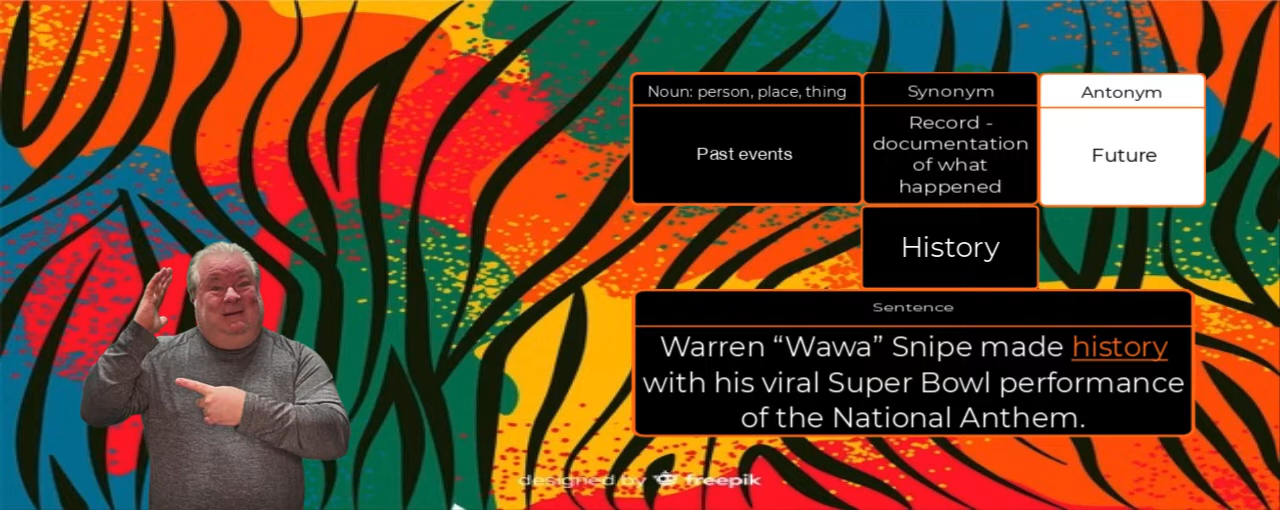 Noun: person, place, thing
Past events
Synonym
Record -
documentation
of what
happened
Antonym
Future
History
Sentence
Warren “Wawa” Snipe made history
with his viral Super Bowl performance
of the National Anthem.
designed by freepik